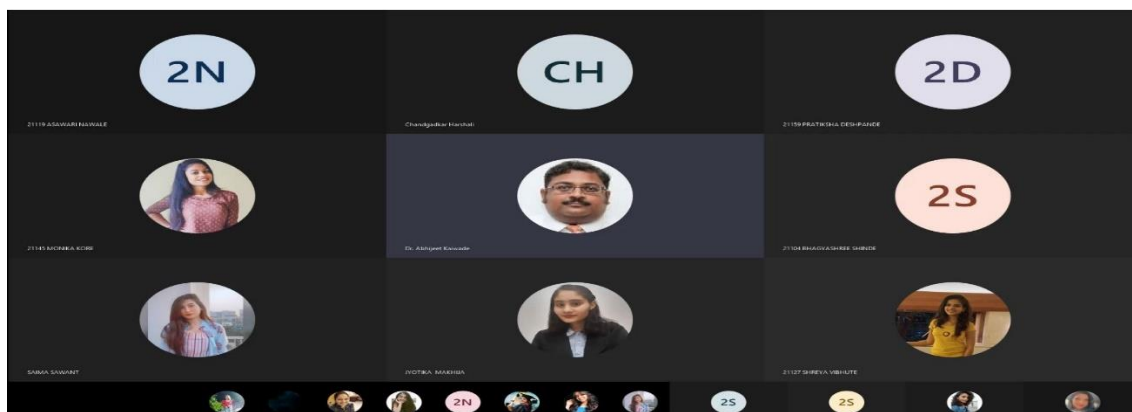 2N
CH
2D
21119 ASAWARI NAWALE
Chandgadkar Harshali
21159 PRATIKSHA DESHPANDE
2S
21145 MONIKA KORE
Dr. Abhijeet Kaiwade
21104 BHAGYASHREE SHINDE
SAIMA SAWANT
JYOTIKA MAKHIJA
21127 SHREYA VIBHUTE
2N
2S
2S